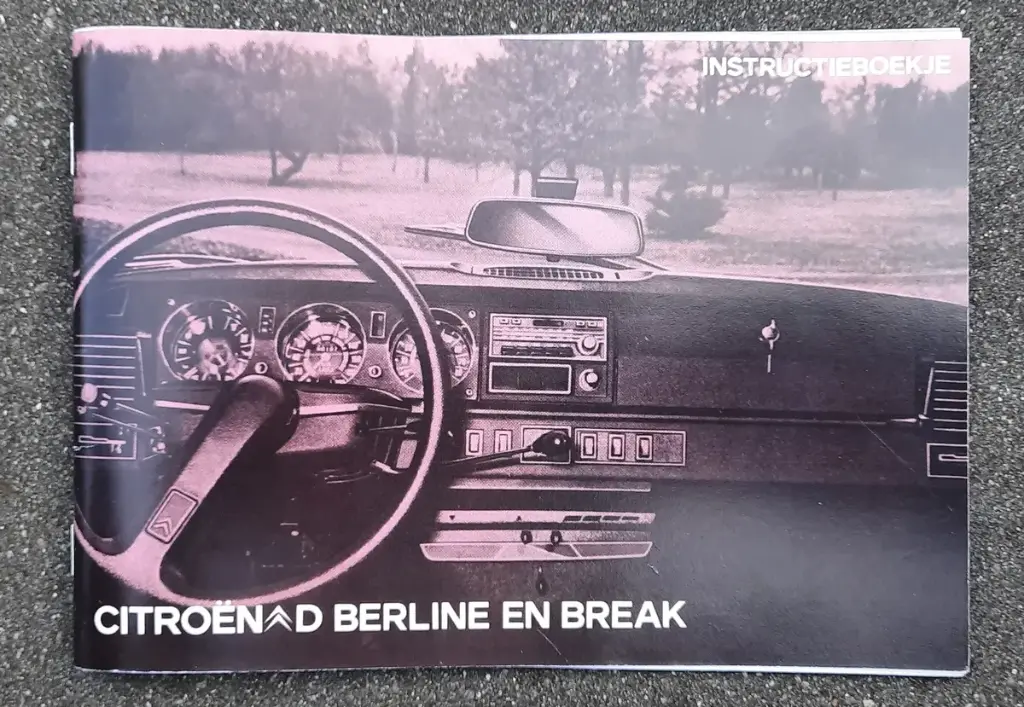 INSTRUCTIEBOEKJE
CITROËN D BERLINE EN BREAK